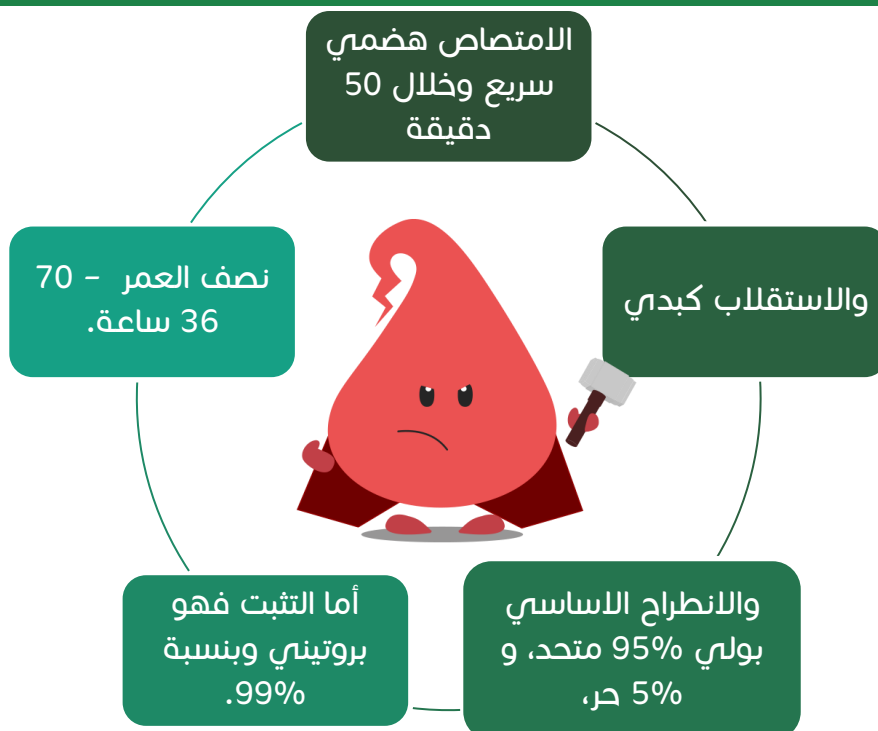 الامتصاص هضمي
سريع وخلال 50
دقيقة
والاستقلاب كبدي
والانطراح الاساسي
بولي 95% متحد، و
5% حر،
أما التثبت فهو
بروتيني وبنسبة
99%.
نصف العمر - 70
36 ساعة.